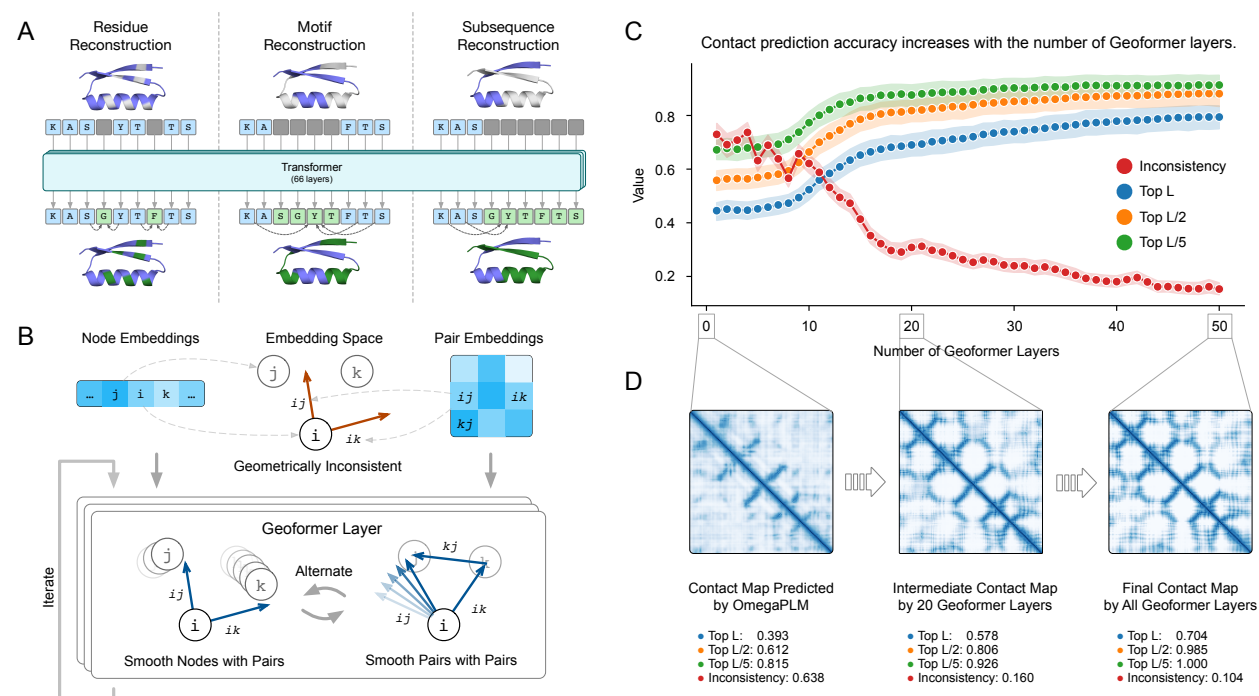 A
Residue
Reconstruction
Motif
Reconstruction
Subsequence
Reconstruction
K A S Y T T S
K A F T S
K A S
Transformer
(66 layers)
K A S G Y T F T S
K A S G Y T F T S
K A S G Y T F T S
B
Node Embeddings
Embedding Space
Pair Embeddings
... j i k ...
j
k
ij
i
ik
ij ik
kj
Geometrically Inconsistent
Geoformer Layer
Iterate
j
k
ij
i
ik
Smooth Nodes with Pairs
Alternate
kj
k
ij
i
ik
Smooth Pairs with Pairs
C
Contact prediction accuracy increases with the number of Geoformer layers.
Value
0.8
0.6
0.4
0.2
Inconsistency
Top L
Top L/2
Top L/5
0 10 20 30 40 50
Number of Geoformer Layers
D
Contact Map Predicted
by OmegaPLM
Top L: 0.393
Top L/2: 0.612
Top L/5: 0.815
Inconsistency: 0.638
Intermediate Contact Map
by 20 Geoformer Layers
Top L: 0.578
Top L/2: 0.806
Top L/5: 0.926
Inconsistency: 0.160
Final Contact Map
by All Geoformer Layers
Top L: 0.704
Top L/2: 0.985
Top L/5: 1.000
Inconsistency: 0.104